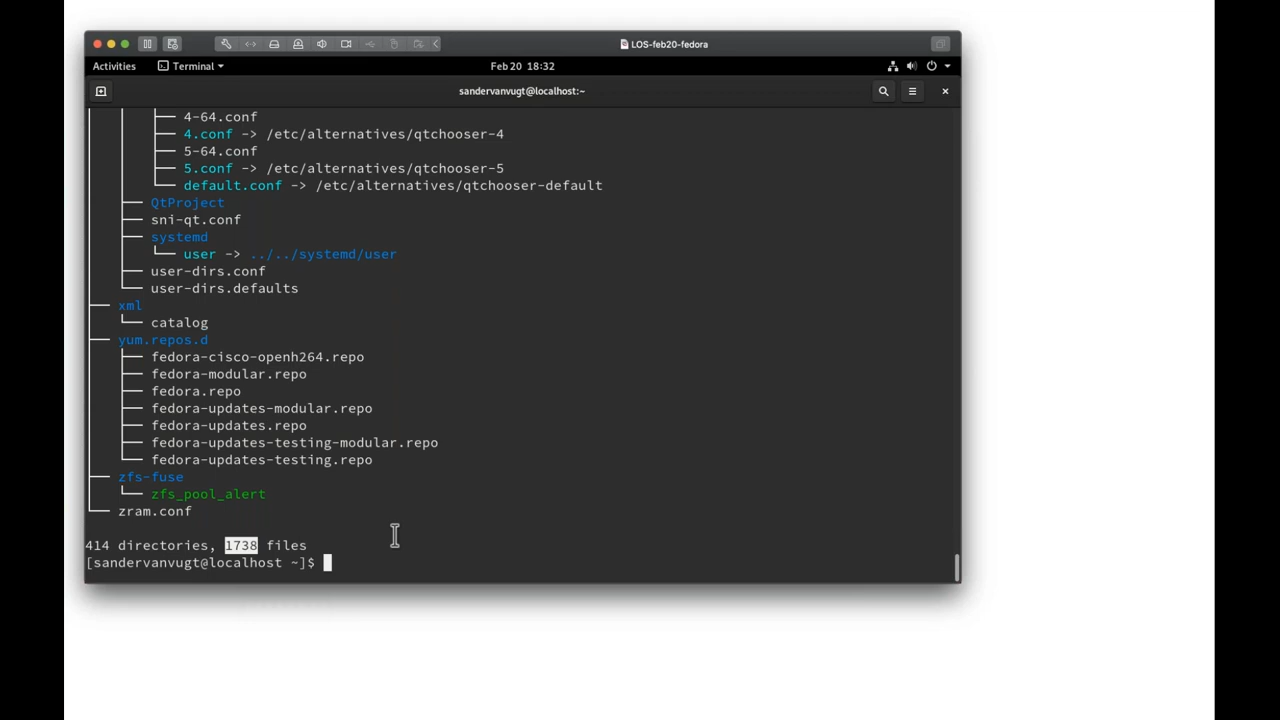 LOS-feb20-fedora
Activities Terminal Feb 20 18:32
sandervanvugt@localhost:~
├── 4-64.conf
├── 4.conf -> /etc/alternatives/qtchooser-4
├── 5-64.conf
├── 5.conf -> /etc/alternatives/qtchooser-5
└── default.conf -> /etc/alternatives/qtchooser-default
├── QtProject
├── sni-qt.conf
├── systemd
└── user -> ../../systemd/user
├── user-dirs.conf
└── user-dirs.defaults
├── xml
└── catalog
├── yum.repos.d
├── fedora-cisco-openh264.repo
├── fedora-modular.repo
├── fedora.repo
├── fedora-updates-modular.repo
├── fedora-updates.repo
├── fedora-updates-testing-modular.repo
└── fedora-updates-testing.repo
├── zfs-fuse
└── zfs_pool_alert
└── zram.conf
414 directories, 1738 files
[sandervanvugt@localhost ~]$